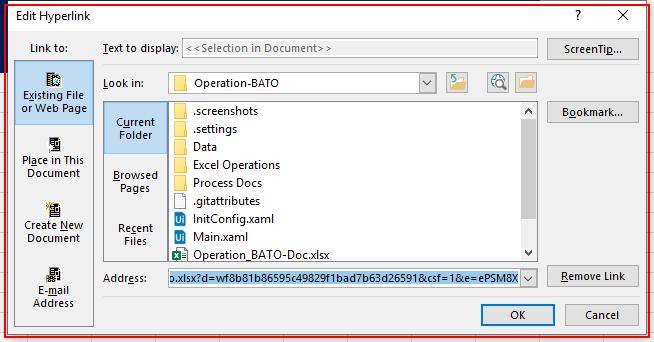 Edit Hyperlink
?
Link to:
Text to display:
<<Selection in Document>>
ScreenTip...
Existing File
or Web Page
Look in:
Operation-BATO
Current
Folder
.screenshots
.settings
Data
Excel Operations
Process Docs
.gitattributes
InitConfig.xaml
Main.xaml
Operation_BATO-Doc.xlsx
Bookmark...
Place in This
Document
Browsed
Pages
Create New
Document
Recent
Files
E-mail
Address
Address:
o.xlsx?d=wf8b81b86595c49829f1bad7b63d26591&csf=1&e=ePSM8X
Remove Link
OK
Cancel